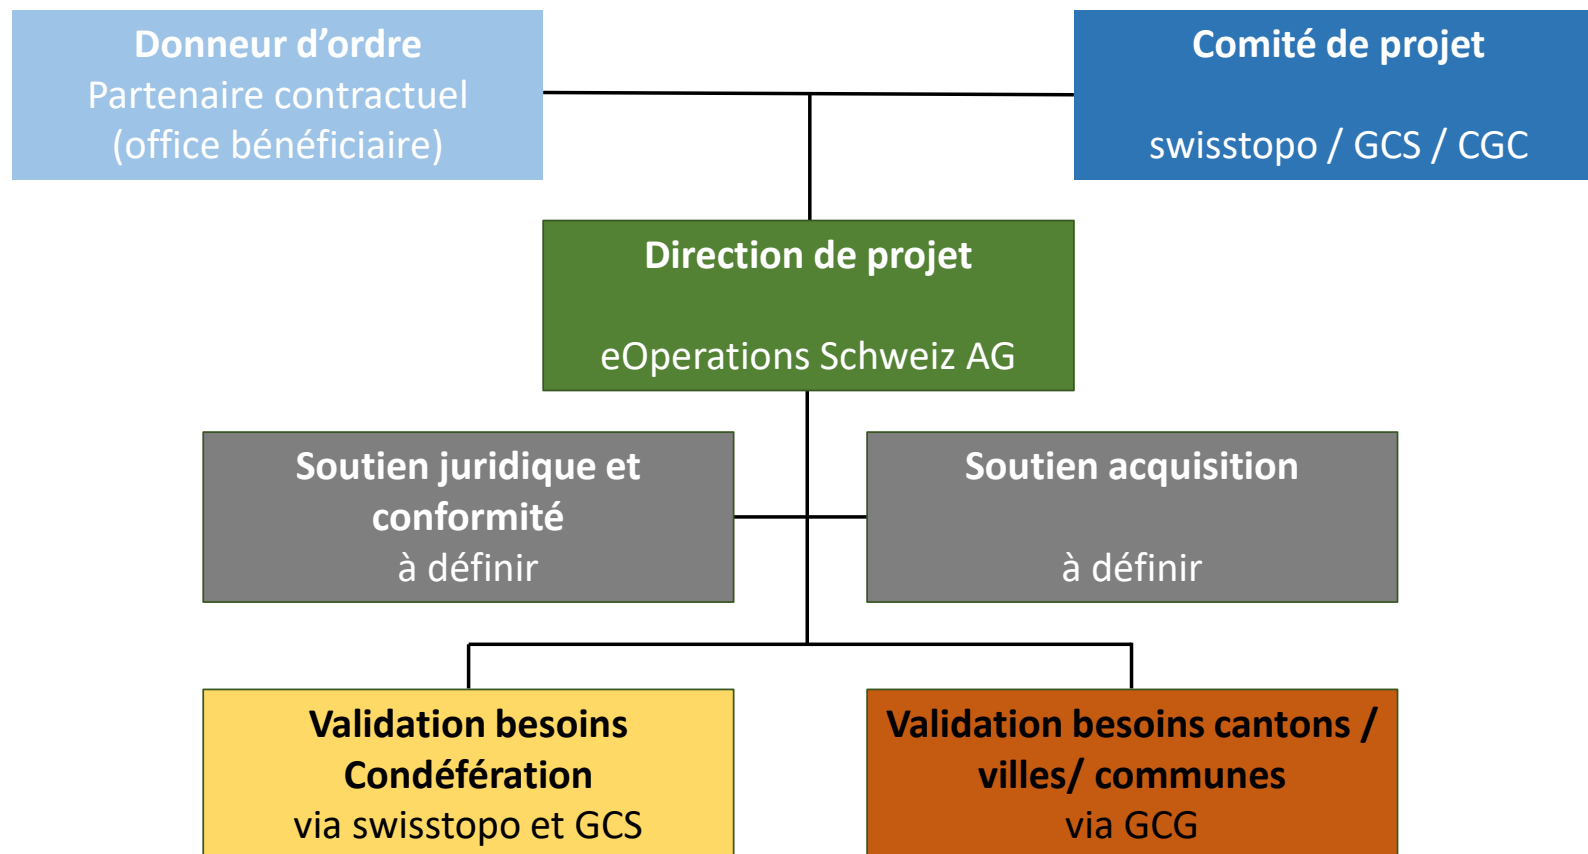 Donneur d’ordre
Partenaire contractuel
(office bénéficiaire)
Comité de projet
swisstopo / GCS / CGC
Direction de projet
eOperations Schweiz AG
Soutien juridique et
conformité
à définir
Soutien acquisition
à définir
Validation besoins
Condéfération
via swisstopo et GCS
Validation besoins cantons /
villes/ communes
via GCG